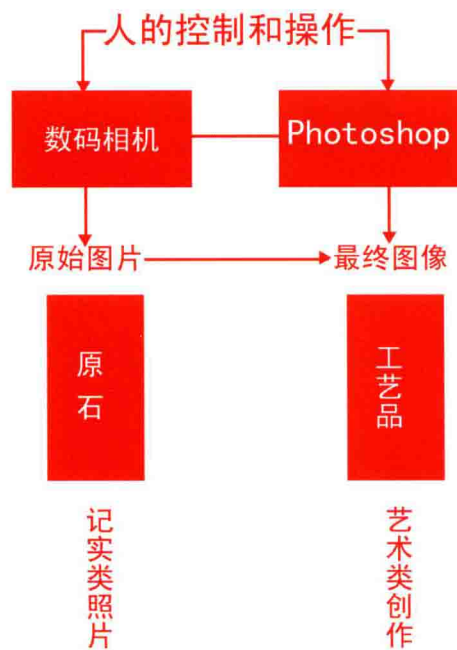 人的控制和操作
数码相机
Photoshop
原始图片
最终图像
原石
工艺品
记实类照片
艺术类创作